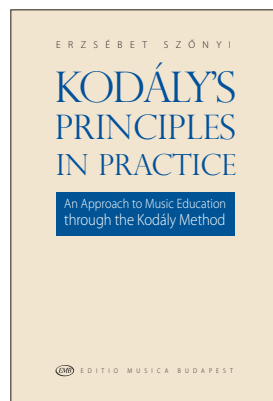 ERZSÉBET SZŐNYI
KODÁLY'S
PRINCIPLES
IN PRACTICE
An Approach to Music Education
through the Kodály Method
EMB EDITIO MUSICA BUDAPEST